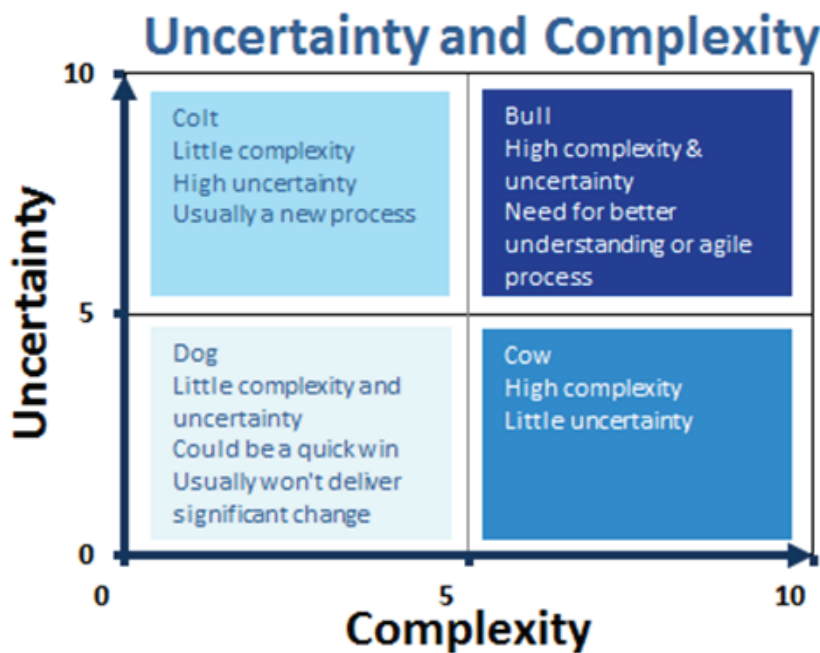 Uncertainty and Complexity
10
Colt
Little complexity
High uncertainty
Usually a new process
Bull
High complexity &
uncertainty
Need for better
understanding or agile
process
Uncertainty
5
Dog
Little complexity and
uncertainty
Could be a quick win
Usually won't deliver
significant change
Cow
High complexity
Little uncertainty
0
0
5
10
Complexity